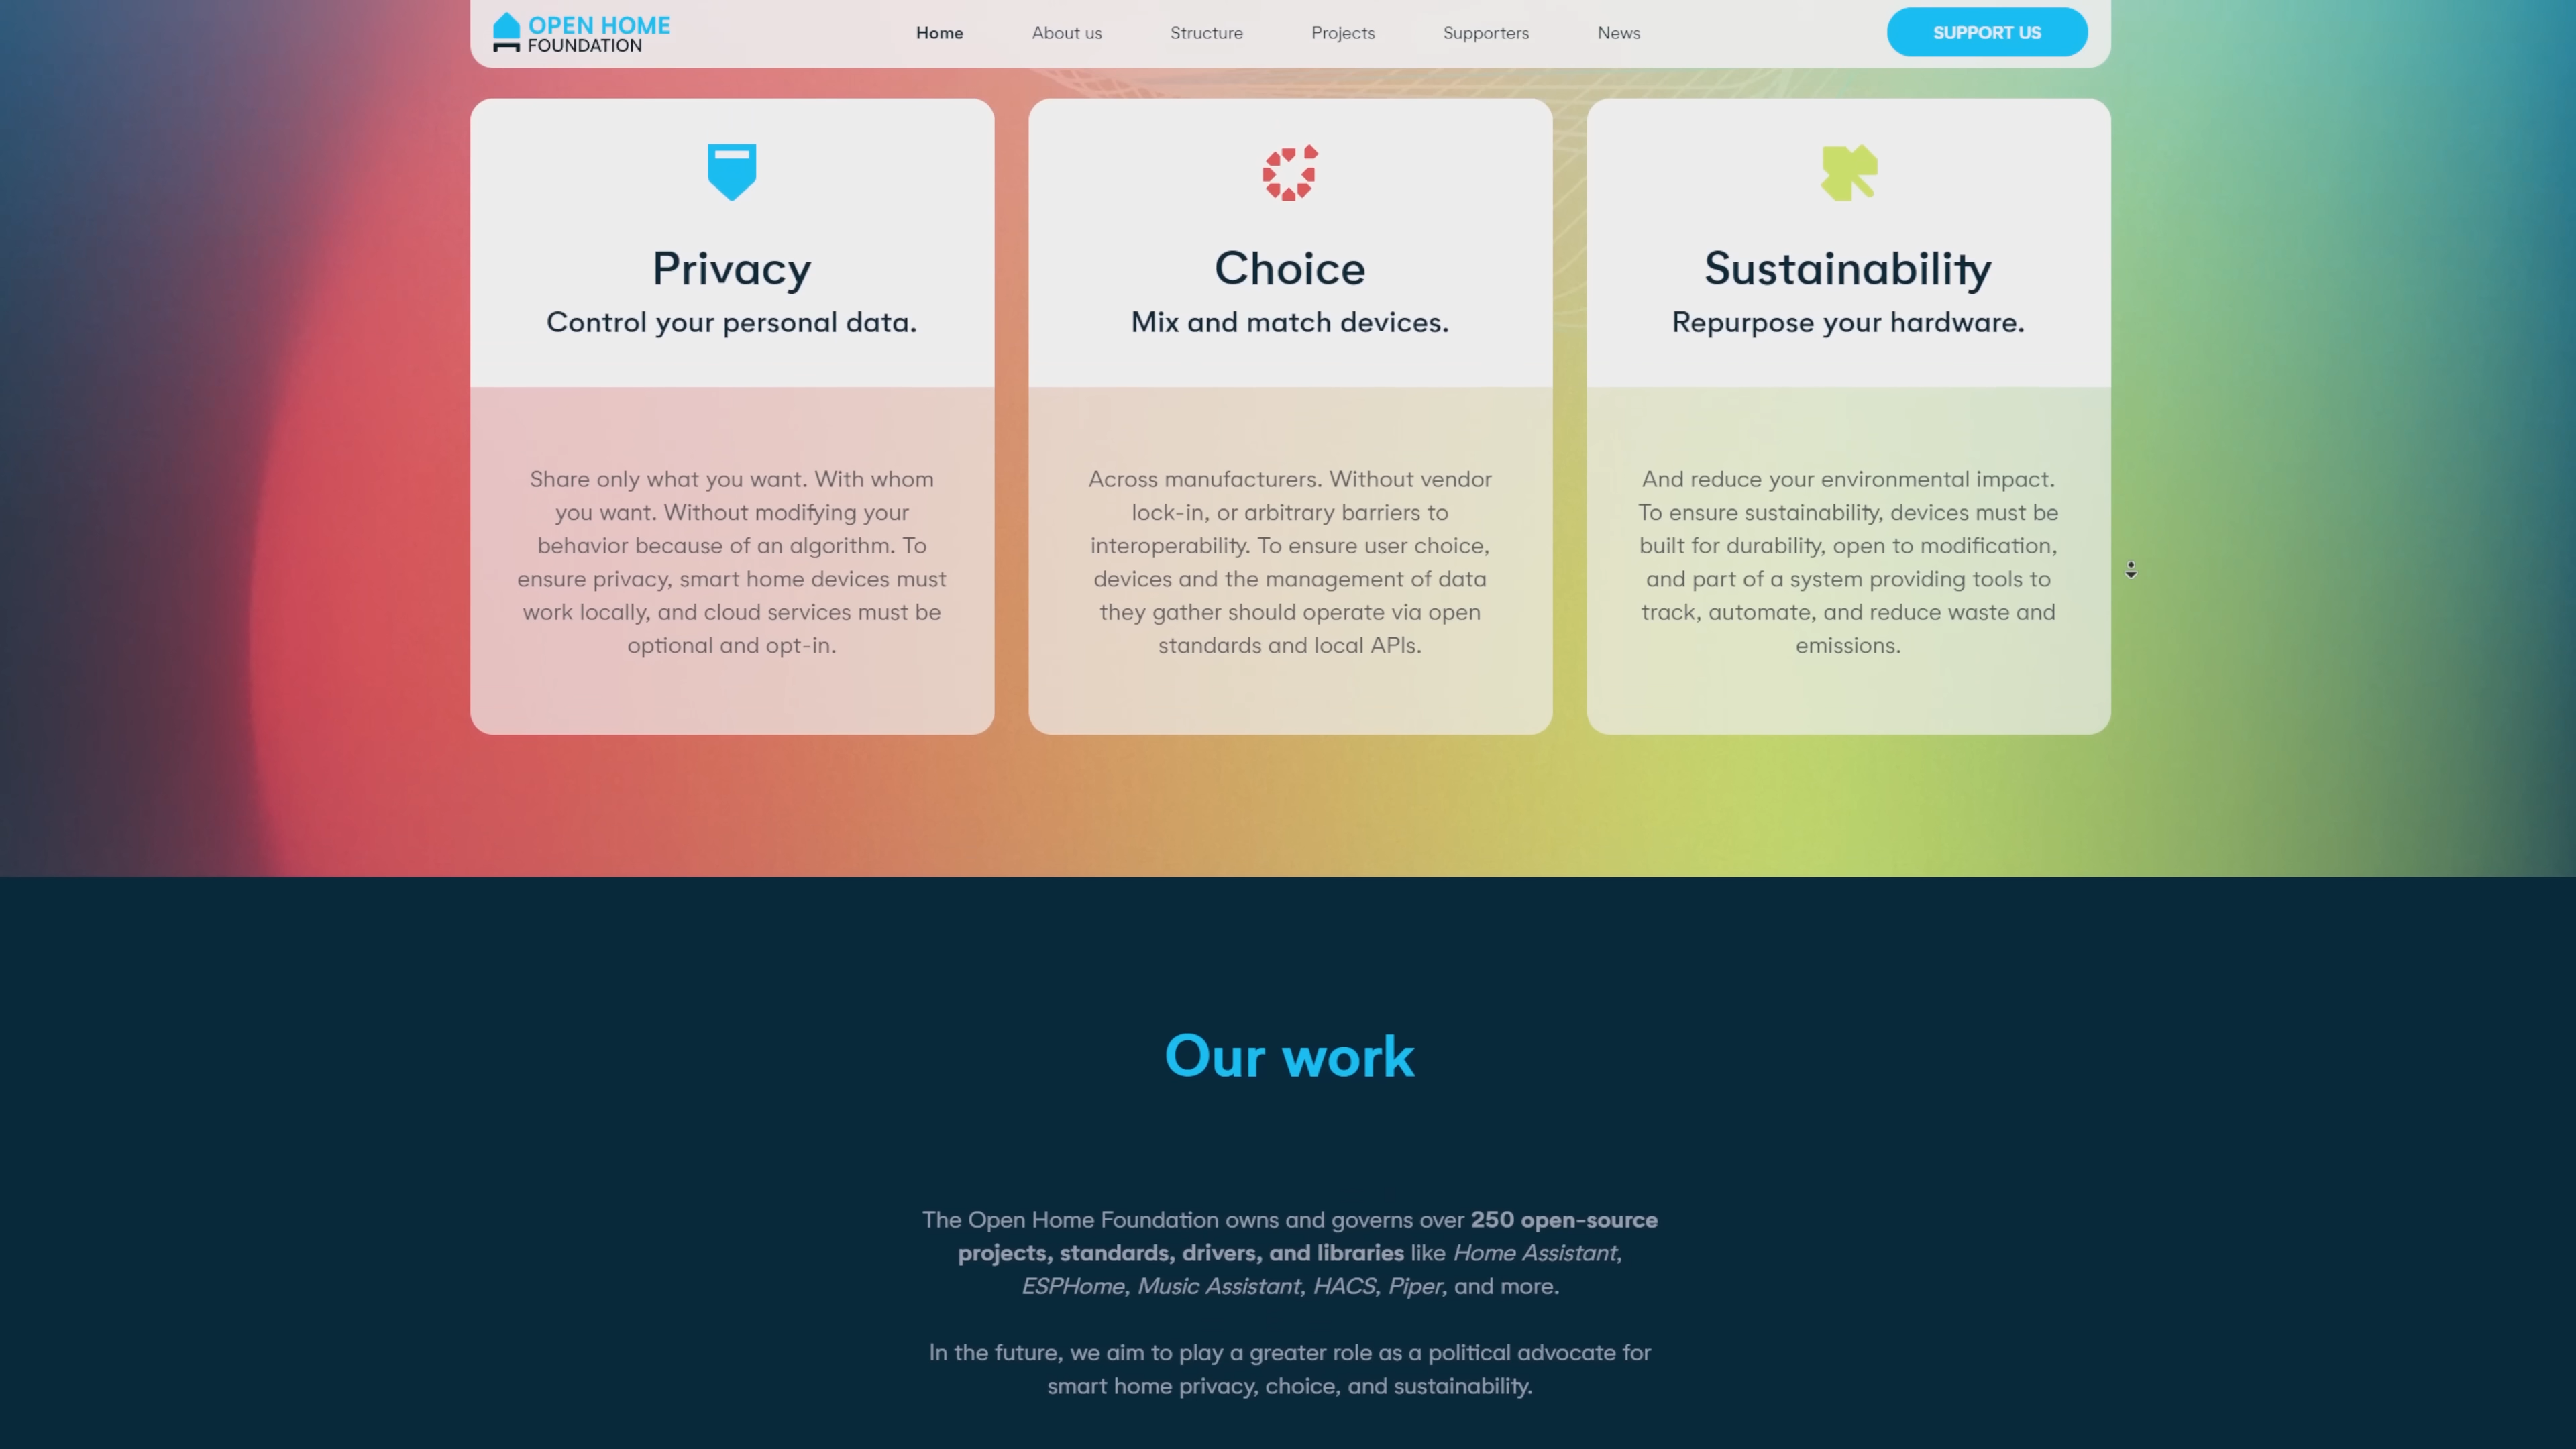 OPEN HOME
FOUNDATION
Home
About us
Structure
Projects
Supporters
News
SUPPORT US
Privacy
Control your personal data.
Share only what you want. With whom
you want. Without modifying your
behavior because of an algorithm. To
ensure privacy, smart home devices must
work locally, and cloud services must be
optional and opt-in.
Choice
Mix and match devices.
Across manufacturers. Without vendor
lock-in, or arbitrary barriers to
interoperability. To ensure user choice,
devices and the management of data
they gather should operate via open
standards and local APIs.
Sustainability
Repurpose your hardware.
And reduce your environmental impact.
To ensure sustainability, devices must be
built for durability, open to modification,
and part of a system providing tools to
track, automate, and reduce waste and
emissions.
Our work
The Open Home Foundation owns and governs over 250 open-source
projects, standards, drivers, and libraries like Home Assistant,
ESPHome, Music Assistant, HACS, Piper, and more.
In the future, we aim to play a greater role as a political advocate for
smart home privacy, choice, and sustainability.